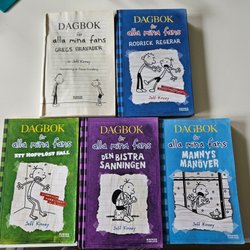 DAGBOK
för
alla mina fans
GREGS BRAVADER
av Jeff Kinney
DAGBOK
för
alla mina fans
RODRICK REGERAR
Jeff Kinney
DAGBOK
för
alla mina fans
ETT HOPPLÖST FALL
Jeff Kinney
DAGBOK
för
alla mina fans
DEN BISTRA
SANNINGEN
Jeff Kinney
DAGBOK
för
alla mina fans
MANNYS
MANÖVER
Jeff Kinney